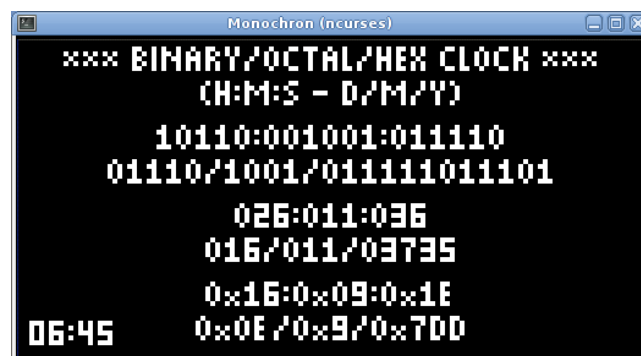 Monochron (ncurses)
*** BINARY/OCTAL/HEX CLOCK ***
(H:M:S - D/M/Y)
10110:001001:011110
01110/1001/011111011101
026:011:036
016/011/03735
0x16:0x09:0x1E
06:45 0x0E/0x9/0x7DD